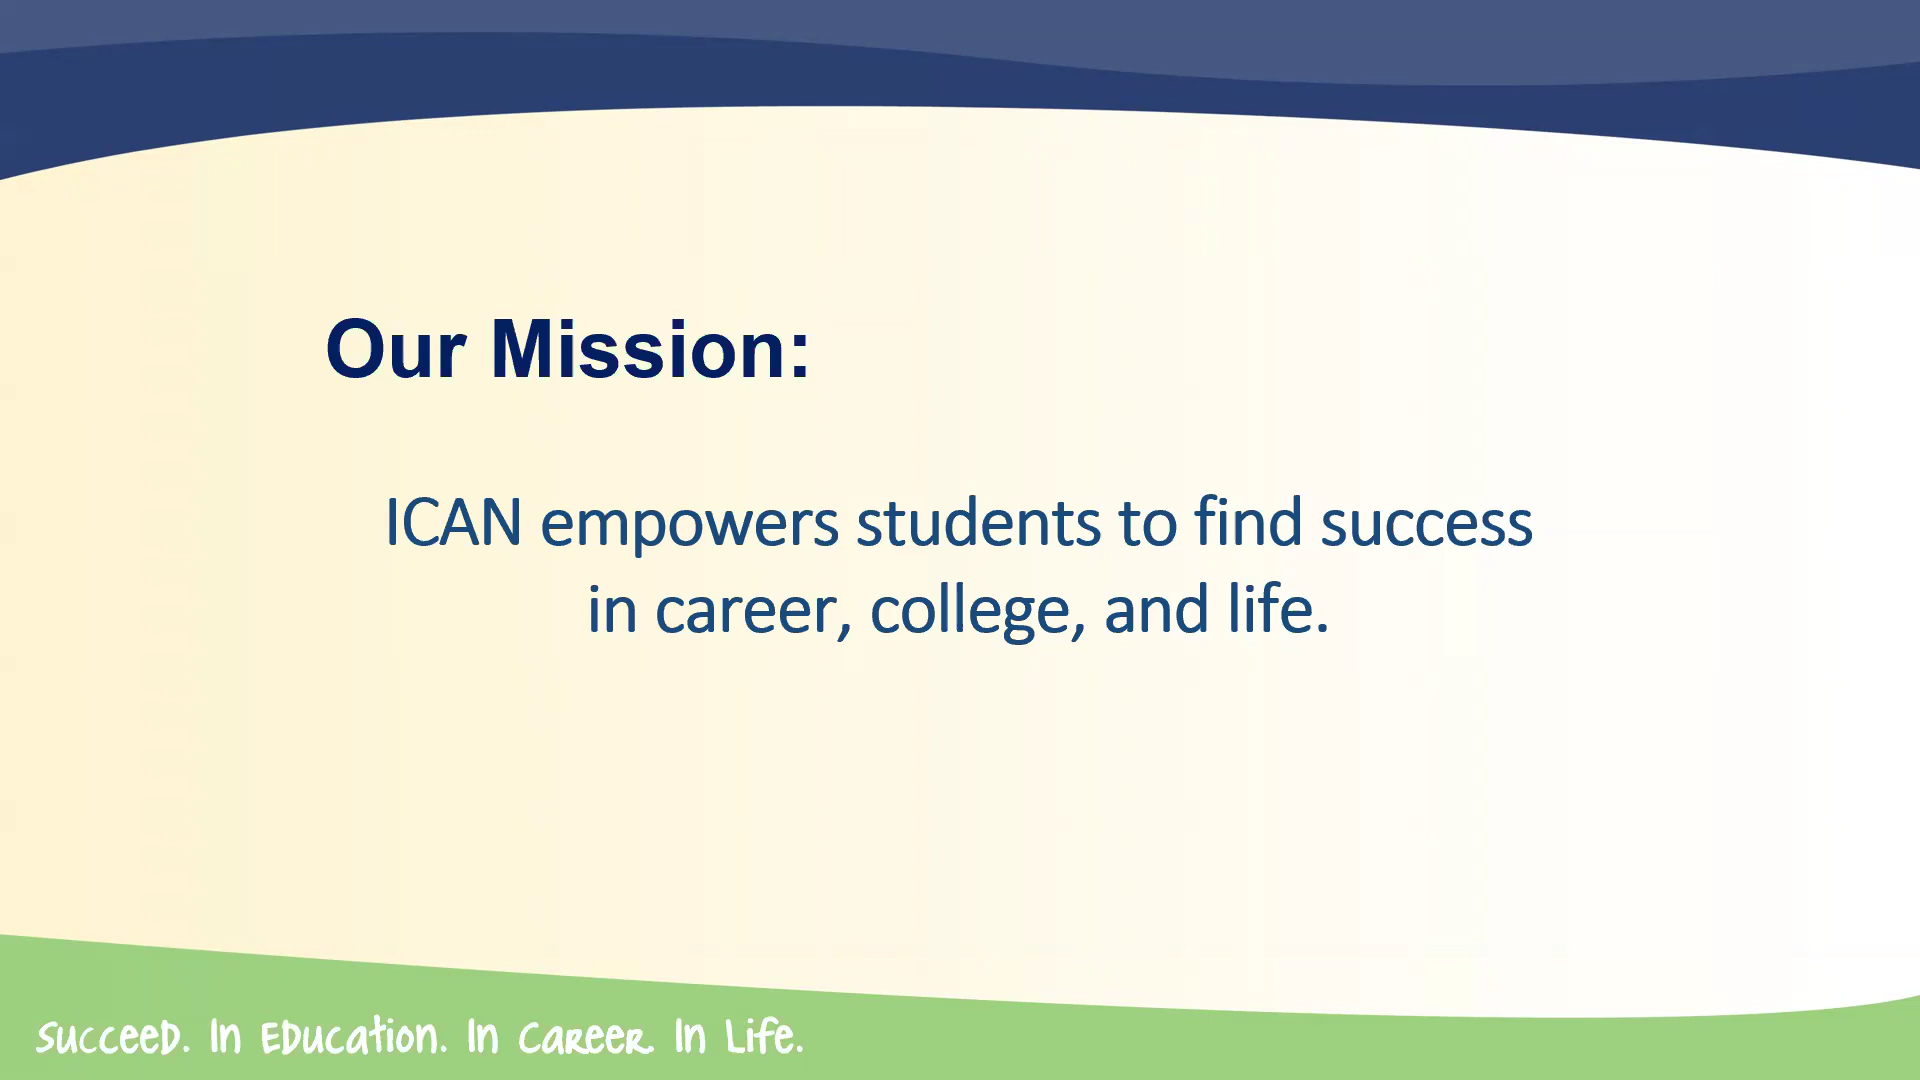 Our Mission:
ICAN empowers students to find success
in career, college, and life.
Succeed. In Education. In Career. In Life.